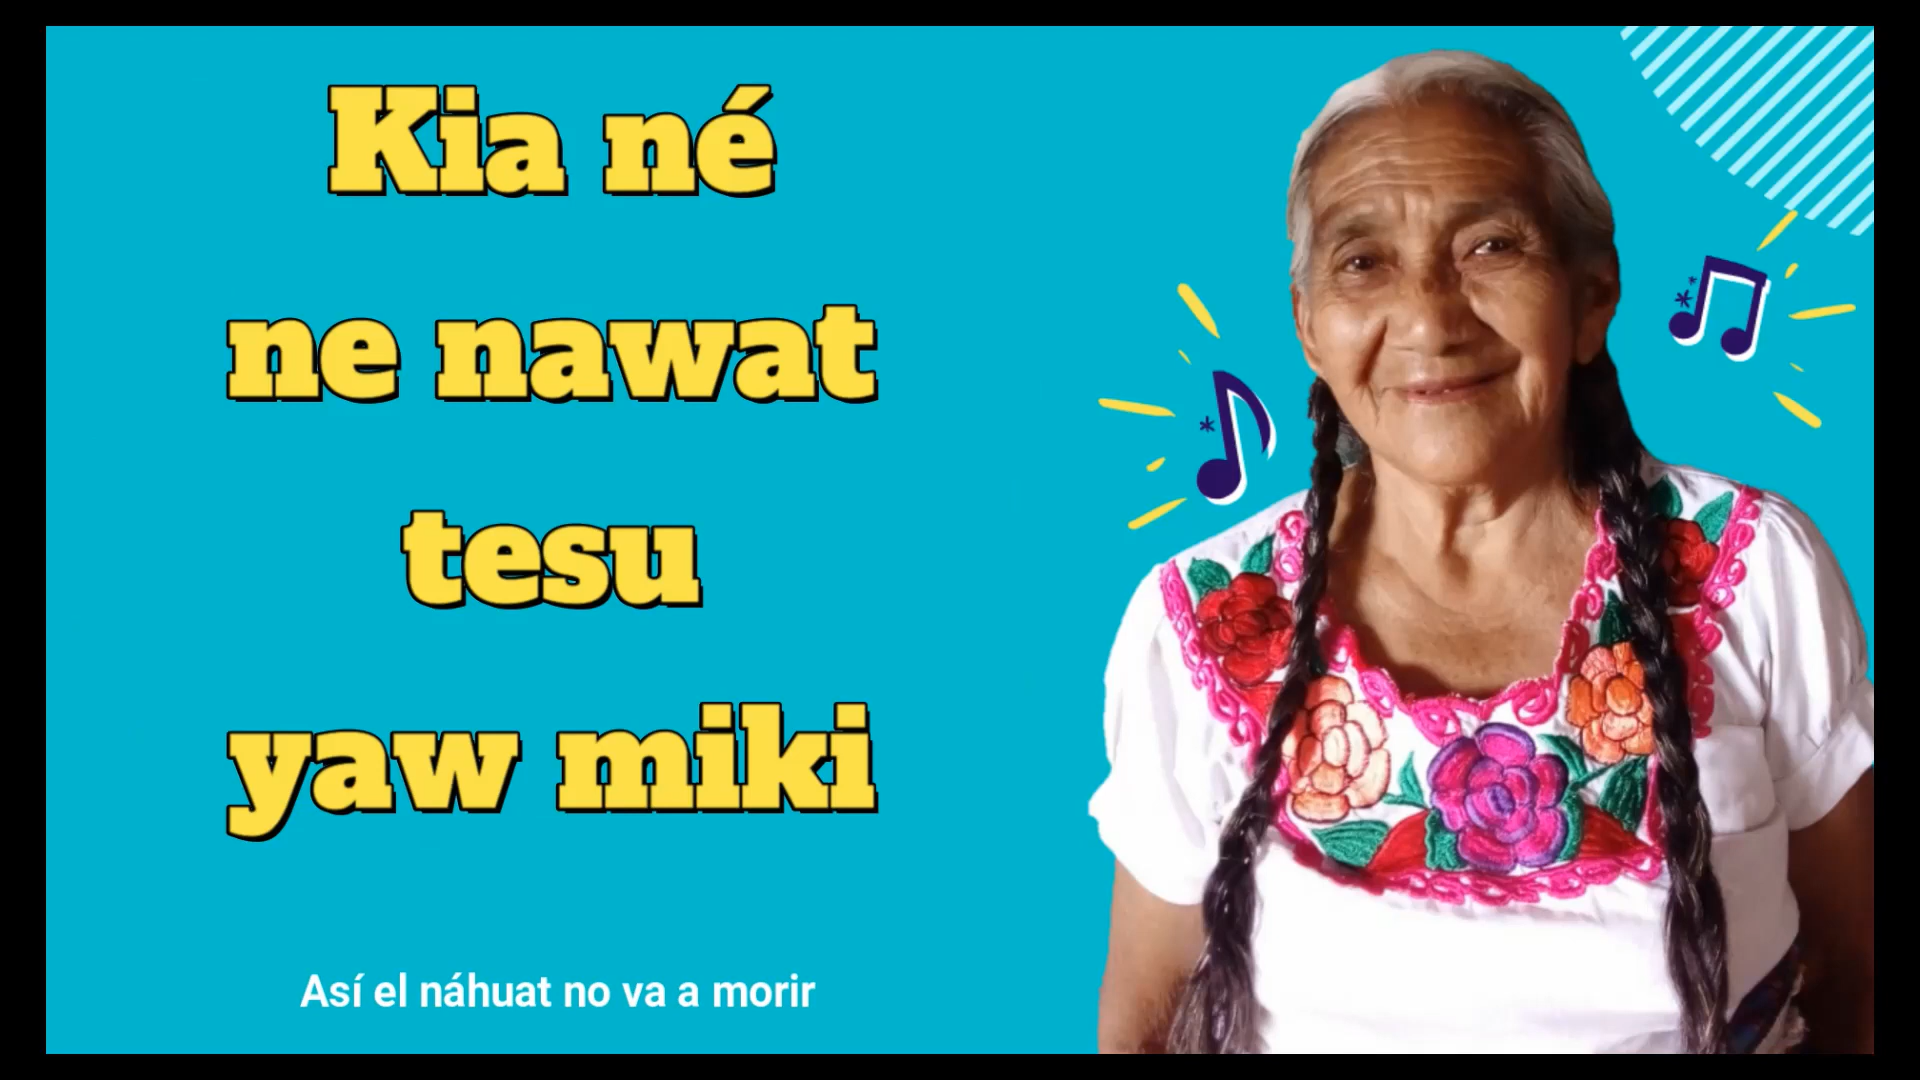 Kia né
ne nawat
tesu
yaw miki
Así el náhuat no va a morir